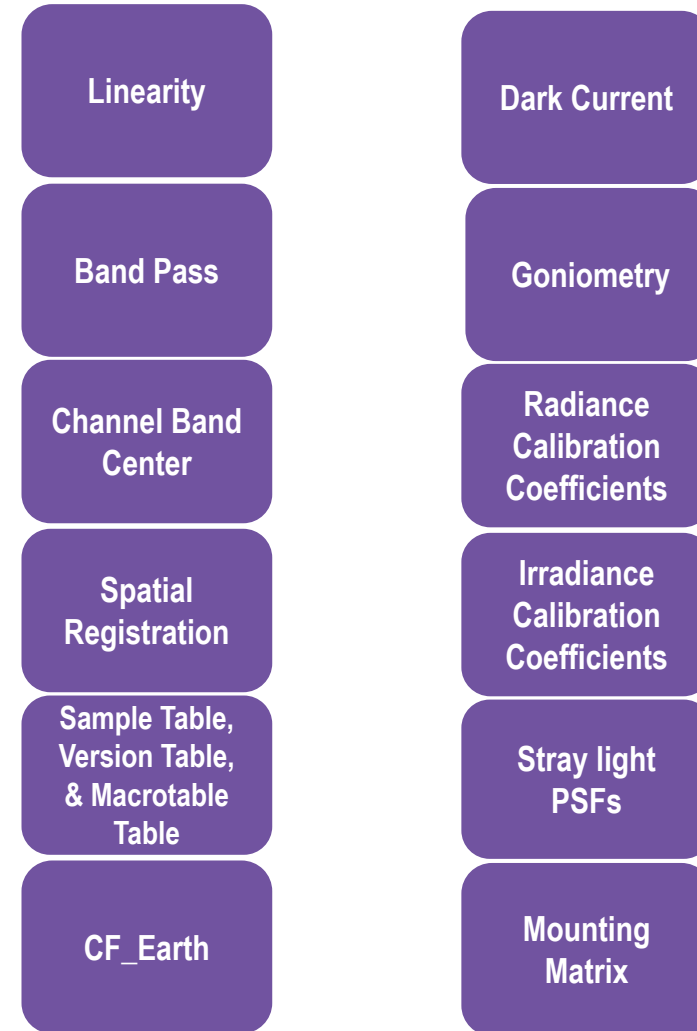 Linearity
Band Pass
Channel Band
Center
Spatial
Registration
Sample Table,
Version Table,
& Macrotable
Table
CF_Earth
Dark Current
Goniometry
Radiance
Calibration
Coefficients
Irradiance
Calibration
Coefficients
Stray light
PSFs
Mounting
Matrix